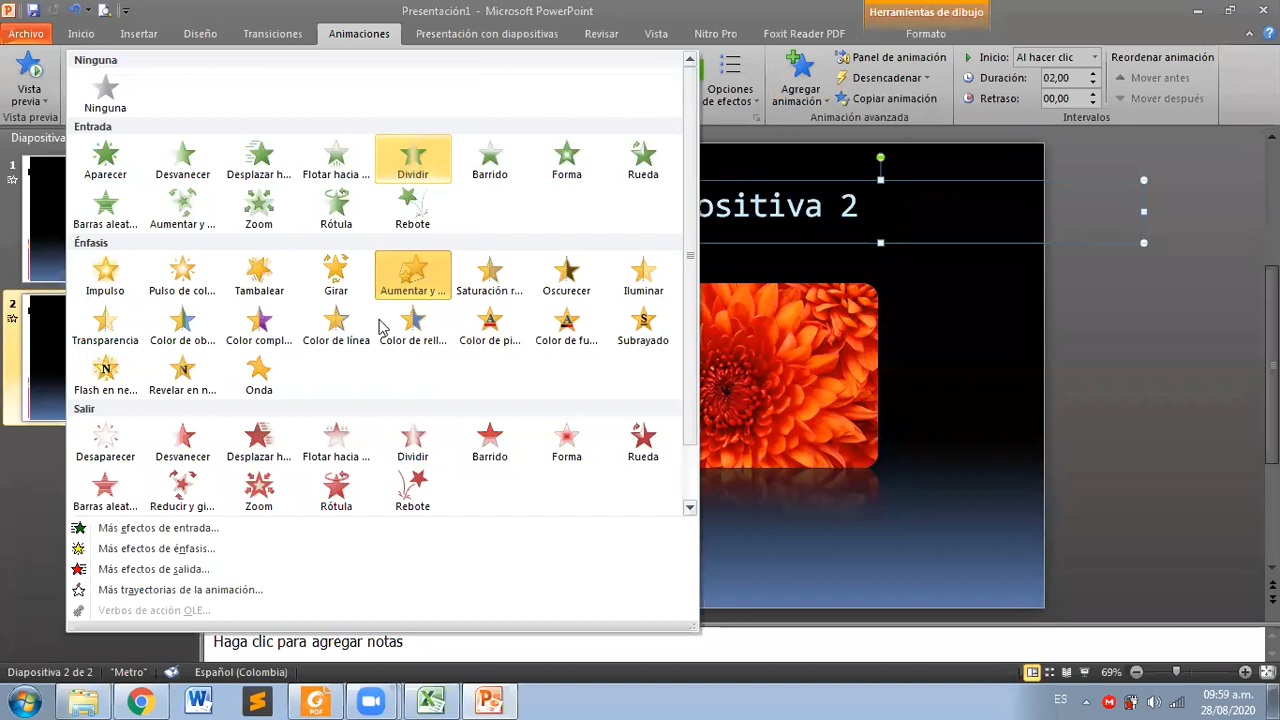 Presentación1 - Microsoft PowerPoint
Herramientas de dibujo
Archivo Inicio Insertar Diseño Transiciones Animaciones Presentación con diapositivas Revisar Vista Nitro Pro Foxit Reader PDF Formato
Vista previa
Vista previa
Opciones de efectos
Agregar animación
Panel de animación
Desencadenar
Copiar animación
Animación avanzada
Inicio: Al hacer clic
Duración: 02,00
Retraso: 00,00
Intervalos
Reordenar animación
Mover antes
Mover después
Diapositiva
1
2
Ninguna
Ninguna
Entrada
Aparecer Desvanecer Desplazar h... Flotar hacia ... Dividir Barrido Forma Rueda
Barras aleat... Aumentar y ... Zoom Rótula Rebote
Énfasis
Impulso Pulso de col... Tambalear Girar Aumentar y ... Saturación r... Oscurecer Iluminar
Transparencia Color de ob... Color compl... Color de línea Color de rell... Color de pi... Color de fu... Subrayado
Flash en ne... Revelar en n... Onda
Salir
Desaparecer Desvanecer Desplazar h... Flotar hacia ... Dividir Barrido Forma Rueda
Barras aleat... Reducir y gi... Zoom Rótula Rebote
Más efectos de entrada...
Más efectos de énfasis...
Más efectos de salida...
Más trayectorias de la animación...
Verbos de acción OLE...
ositiva 2
Haga clic para agregar notas
Diapositiva 2 de 2 "Metro" Español (Colombia) 69%
PDF
ES
09:59 a.m.
28/08/2020